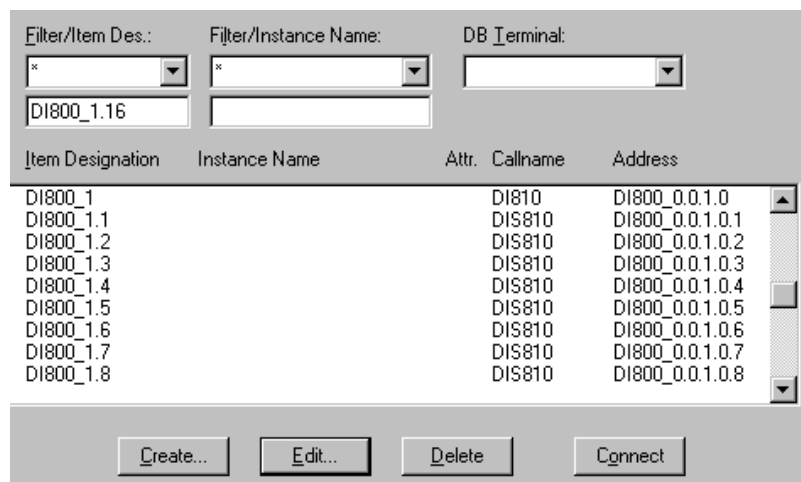 Filter/Item Des.: Filter/Instance Name: DB Terminal:
* *
DI800_1.16
Item Designation Instance Name Attr. Callname Address
DI800_1 DI810 DI800_0.0.1.0
DI800_1.1 DIS810 DI800_0.0.1.0.1
DI800_1.2 DIS810 DI800_0.0.1.0.2
DI800_1.3 DIS810 DI800_0.0.1.0.3
DI800_1.4 DIS810 DI800_0.0.1.0.4
DI800_1.5 DIS810 DI800_0.0.1.0.5
DI800_1.6 DIS810 DI800_0.0.1.0.6
DI800_1.7 DIS810 DI800_0.0.1.0.7
DI800_1.8 DIS810 DI800_0.0.1.0.8
Create... Edit... Delete Connect